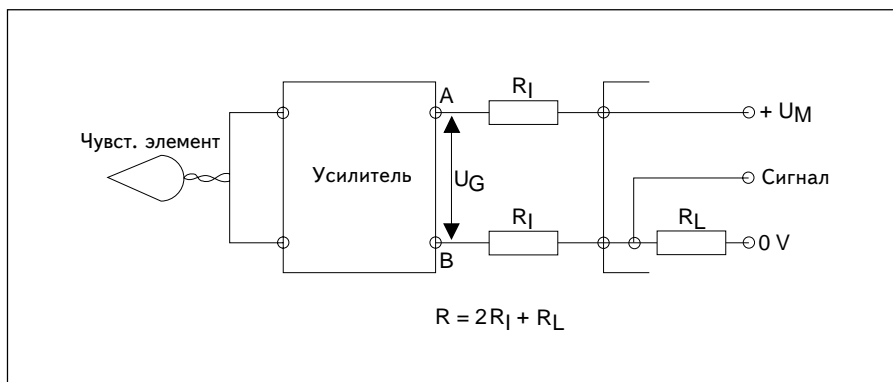 A
R_I
+ U_M
Чувст. элемент
Усилитель
U_G
Сигнал
R_I
R_L
0 V
B
R = 2R_I + R_L